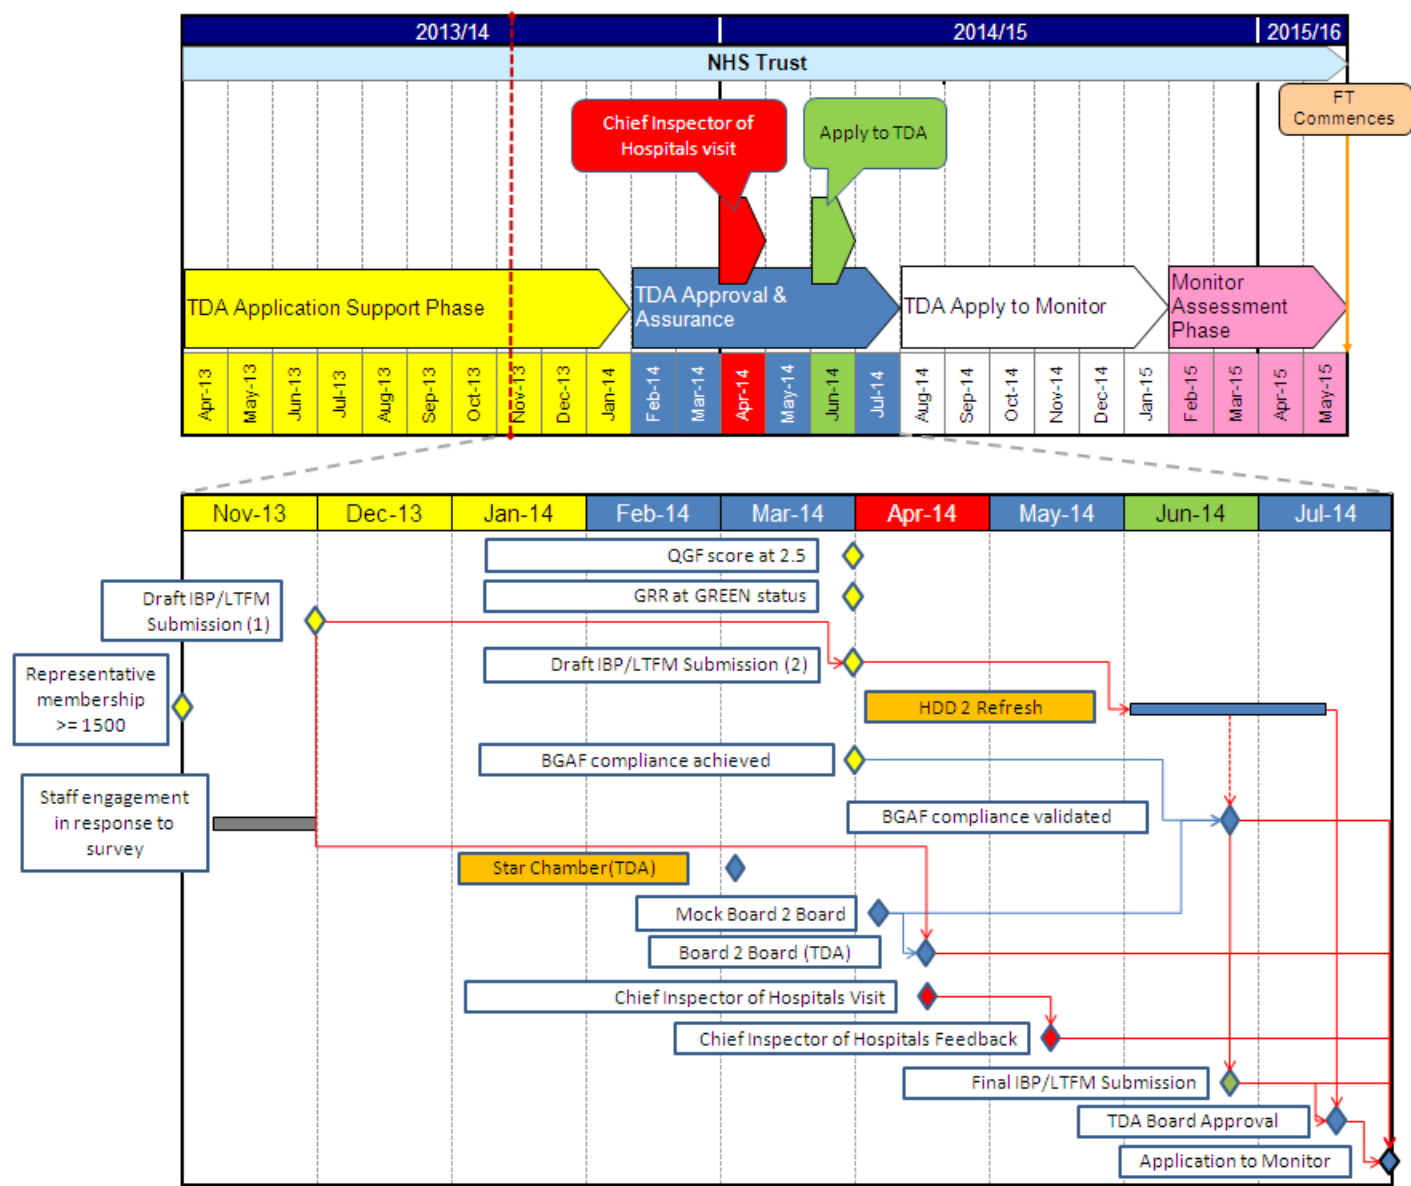 2013/14
2014/15
2015/16
NHS Trust
FT
Commences
Chief Inspector of
Hospitals visit
Apply to TDA
TDA Application Support Phase
TDA Approval &
Assurance
TDA Apply to Monitor
Monitor
Assessment
Phase
Apr-13
May-13
Jun-13
Jul-13
Aug-13
Sep-13
Oct-13
Nov-13
Dec-13
Jan-14
Feb-14
Mar-14
Apr-14
May-14
Jun-14
Jul-14
Aug-14
Sep-14
Oct-14
Nov-14
Dec-14
Jan-15
Feb-15
Mar-15
Apr-15
May-15
Nov-13
Dec-13
Jan-14
Feb-14
Mar-14
Apr-14
May-14
Jun-14
Jul-14
QGF score at 2.5
GRR at GREEN status
Draft IBP/LTFM
Submission (1)
Draft IBP/LTFM Submission (2)
Representative
membership
>= 1500
HDD 2 Refresh
BGAF compliance achieved
Staff engagement
in response to
survey
BGAF compliance validated
Star Chamber(TDA)
Mock Board 2 Board
Board 2 Board (TDA)
Chief Inspector of Hospitals Visit
Chief Inspector of Hospitals Feedback
Final IBP/LTFM Submission
TDA Board Approval
Application to Monitor